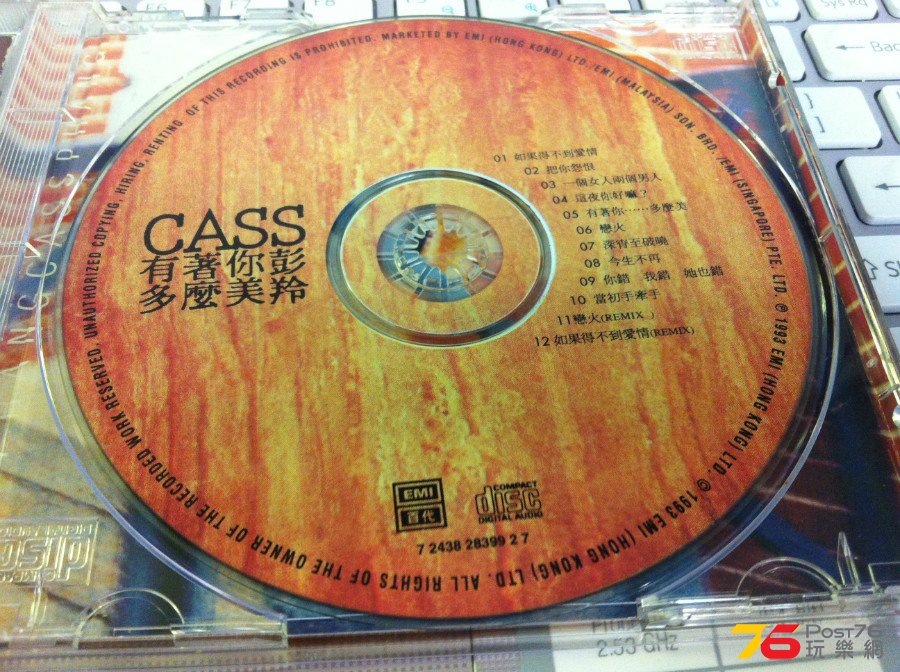 ALL RIGHTS OF THE OWNER OF THE RECORDED WORK RESERVED. UNAUTHORIZED COPYING, HIRING, RENTING, OF THIS RECORDING IS PROHIBITED. MARKETED BY EMI (HONG KONG) LTD./EMI (MALAYSIA) SDN. BHD./EMI (SINGAPORE) PTE. LTD. ℗ 1993 EMI (HONG KONG) LTD. © 1993 EMI (HONG KONG) LTD.
CASS
有著你彭
多麼美羚
01 如果得不到愛情
02 把你怨恨
03 一個女人兩個男人
04 這夜你好嘛?
05 有著你……多麼美
06 戀火
07 深宵至破曉
08 今生不再
09 你錯 我錯 她也錯
10 當初手牽手
11 戀火(REMIX )
12 如果得不到愛情(REMIX)
EMI
百代
COMPACT
disc
DIGITAL AUDIO
7 2438 28399 2 7
Sys Rq
Bac
}
]
2.53 GHz
76 Post76
玩樂網